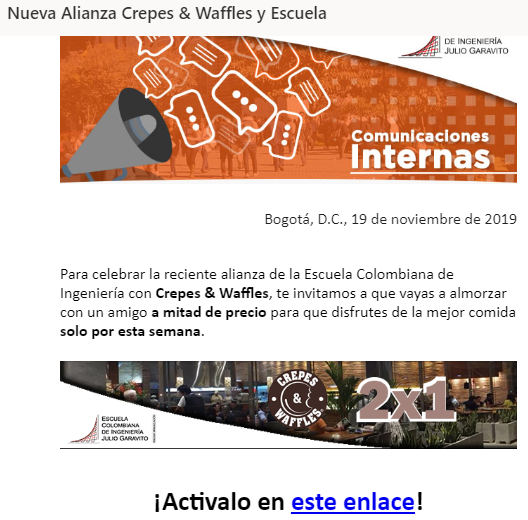 Nueva Alianza Crepes & Waffles y Escuela
DE INGENIERÍA
JULIO GARAVITO
Comunicaciones
Internas
Bogotá, D.C., 19 de noviembre de 2019
Para celebrar la reciente alianza de la Escuela Colombiana de
Ingeniería con Crepes & Waffles, te invitamos a que vayas a almorzar
con un amigo a mitad de precio para que disfrutes de la mejor comida
solo por esta semana.
CREPES
&
WAFFLES
2x1
ESCUELA
COLOMBIANA
DE INGENIERÍA
JULIO GARAVITO
¡Activalo en este enlace!